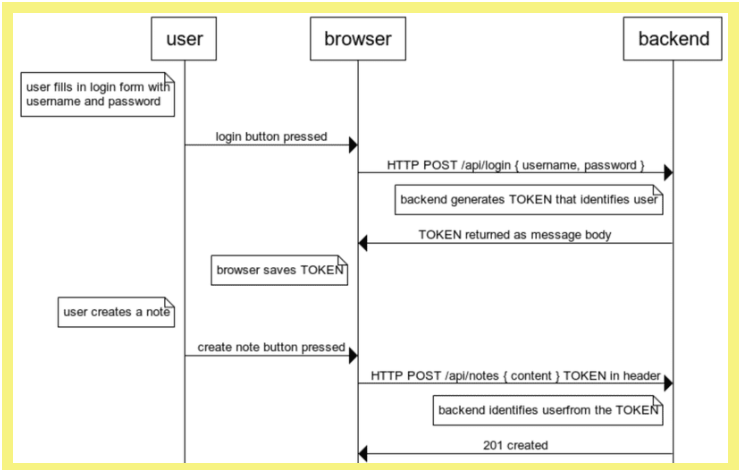 user
browser
backend
user fills in login form with
username and password
login button pressed
HTTP POST /api/login { username, password }
backend generates TOKEN that identifies user
TOKEN returned as message body
browser saves TOKEN
user creates a note
create note button pressed
HTTP POST /api/notes { content } TOKEN in header
backend identifies userfrom the TOKEN
201 created